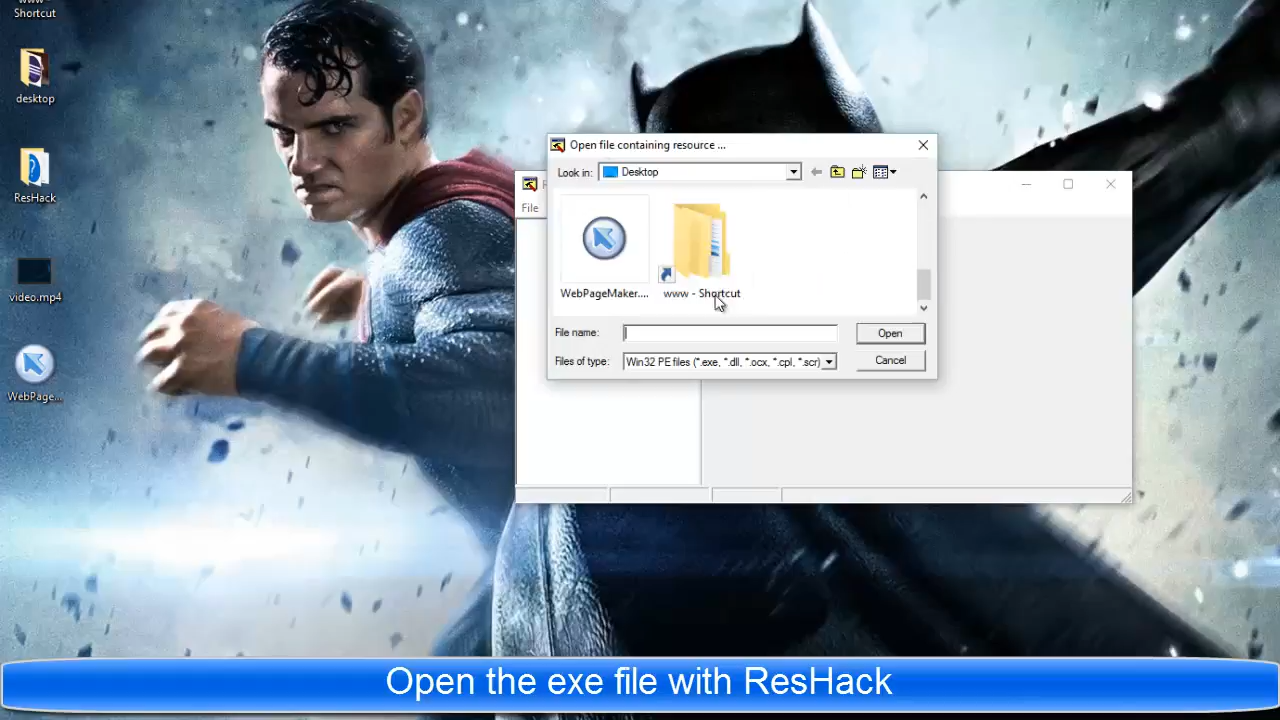 www -
Shortcut
desktop
ResHack
video.mp4
WebPage...
Open file containing resource ...
Look in:
Desktop
File
WebPageMaker....
www - Shortcut
File name:
Open
Files of type:
Win32 PE files (*.exe, *.dll, *.ocx, *.cpl, *.scr)
Cancel
Open the exe file with ResHack